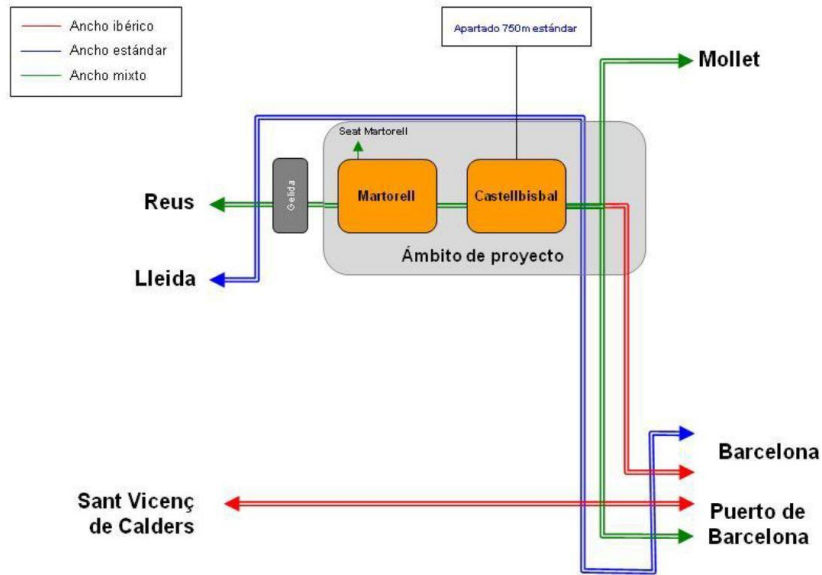 Ancho ibérico
Ancho estándar
Ancho mixto
Apartado 750m estándar
Mollet
Seat Martorell
Reus
Gelida
Martorell
Castellbisbal
Ámbito de proyecto
Lleida
Barcelona
Sant Vicenç
de Calders
Puerto de
Barcelona